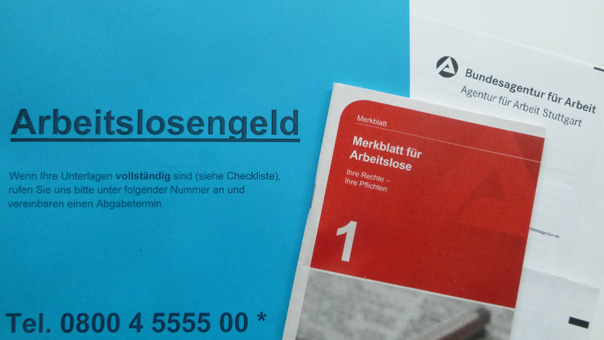 Arbeitslosengeld
Wenn Ihre Unterlagen vollständig sind (siehe Checkliste),
rufen Sie uns bitte unter folgender Nummer an und
vereinbaren einen Abgabetermin.
Tel. 0800 4 5555 00 *
Merkblatt
Merkblatt für
Arbeitslose
Ihre Rechte –
Ihre Pflichten
1
Bundesagentur für Arbeit
Agentur für Arbeit Stuttgart